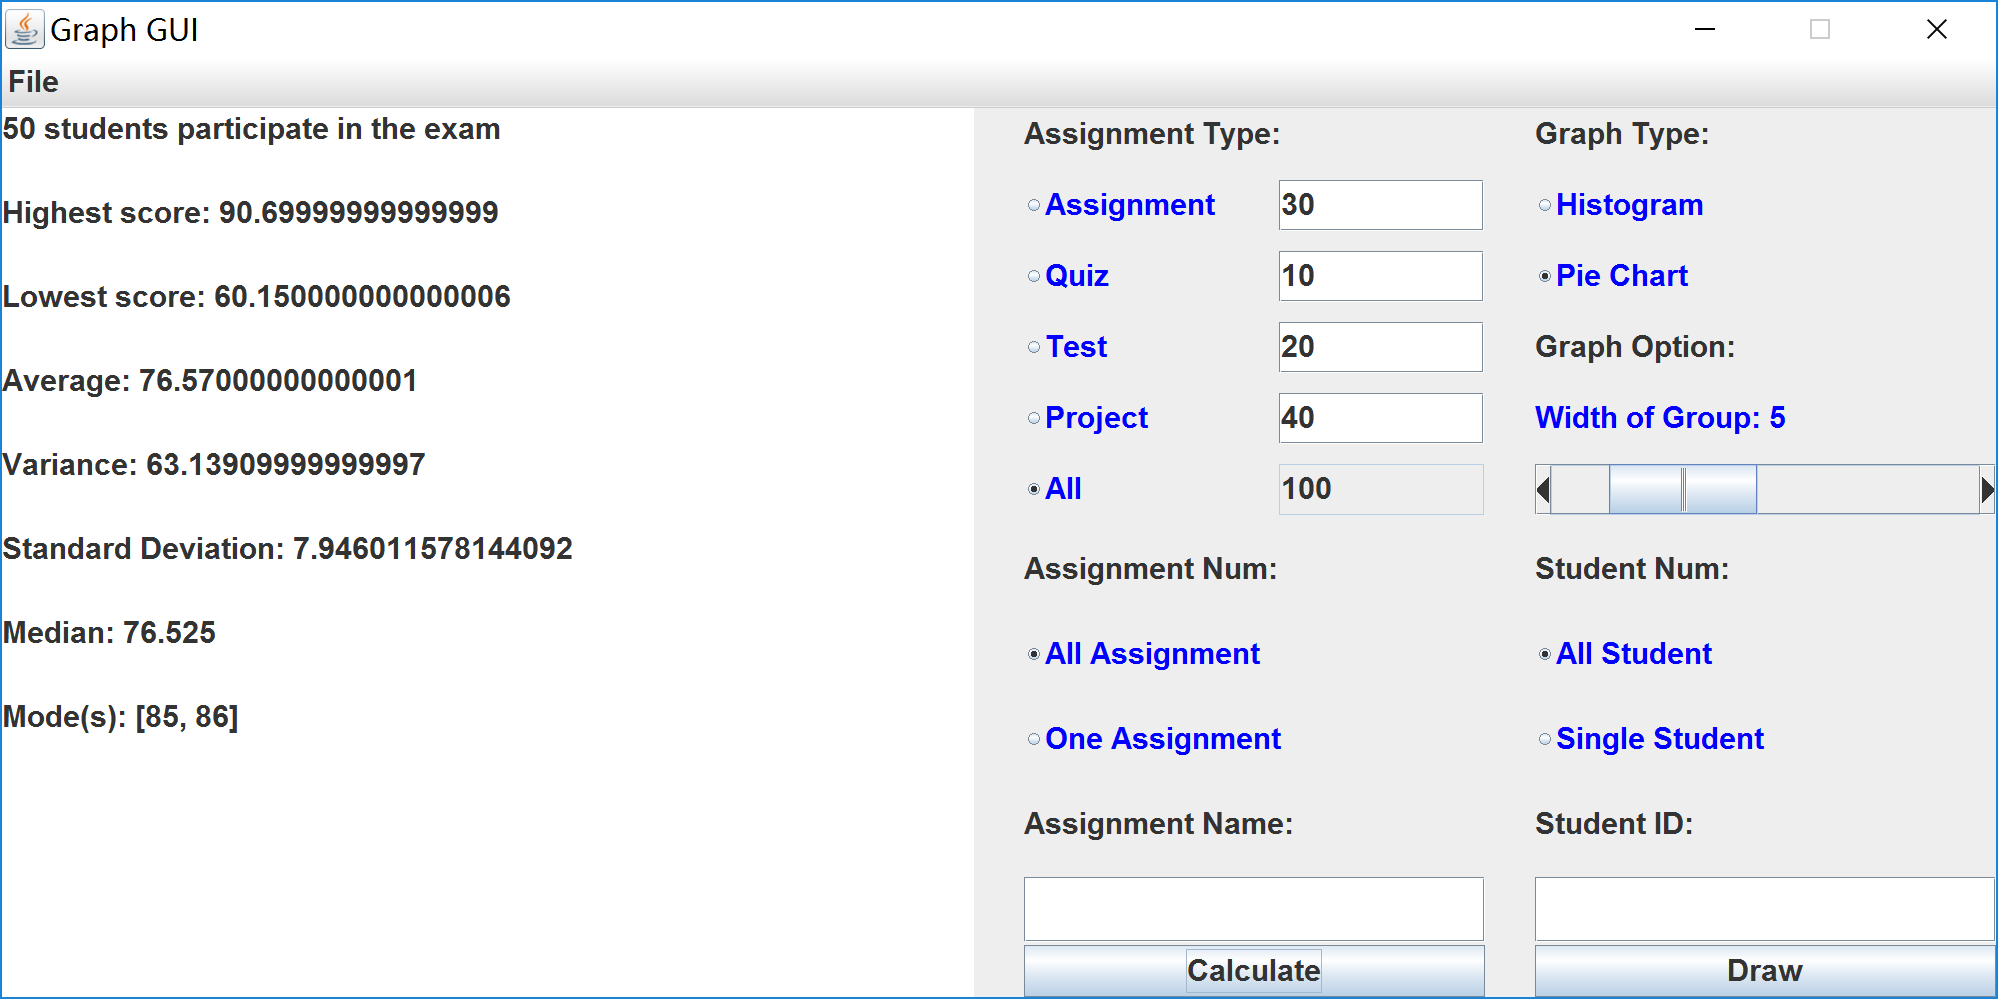 Graph GUI
File
50 students participate in the exam
Highest score: 90.69999999999999
Lowest score: 60.150000000000006
Average: 76.57000000000001
Variance: 63.13909999999997
Standard Deviation: 7.946011578144092
Median: 76.525
Mode(s): [85, 86]
Assignment Type:
Assignment 30
Quiz 10
Test 20
Project 40
All 100
Assignment Num:
All Assignment
One Assignment
Assignment Name:
Calculate
Graph Type:
Histogram
Pie Chart
Graph Option:
Width of Group: 5
Student Num:
All Student
Single Student
Student ID:
Draw